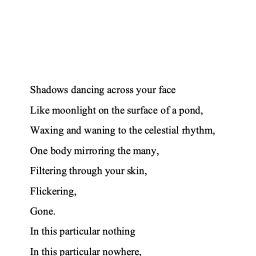 Shadows dancing across your face
Like moonlight on the surface of a pond,
Waxing and waning to the celestial rhythm,
One body mirroring the many,
Filtering through your skin,
Flickering,
Gone.
In this particular nothing
In this particular nowhere,